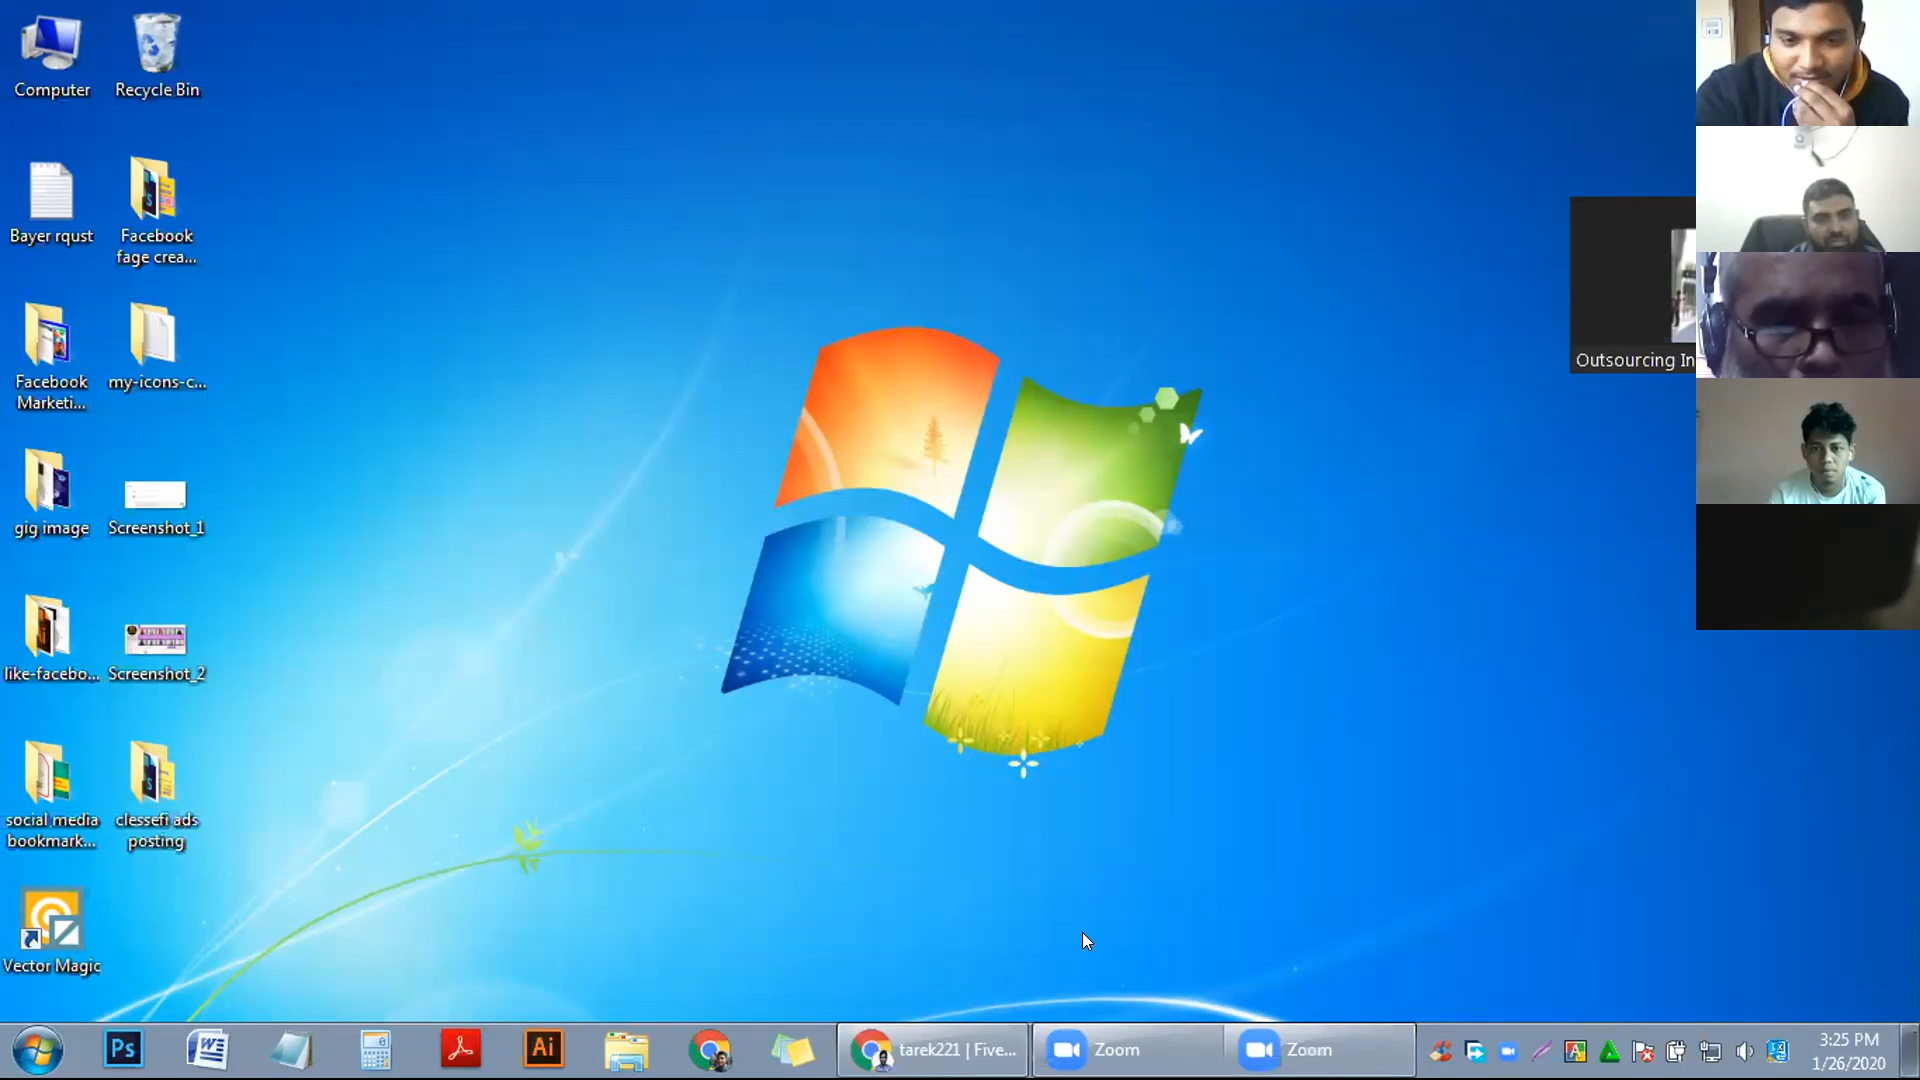 Computer
Recycle Bin
Bayer rqust
Facebook
fage crea...
Facebook
Marketi...
my-icons-c...
gig image
Screenshot_1
like-facebo...
Screenshot_2
social media
bookmark...
clessefi ads
posting
Vector Magic
Outsourcing In
Ps
W
Ai
tarek221 | Five...
Zoom
Zoom
3:25 PM
1/26/2020